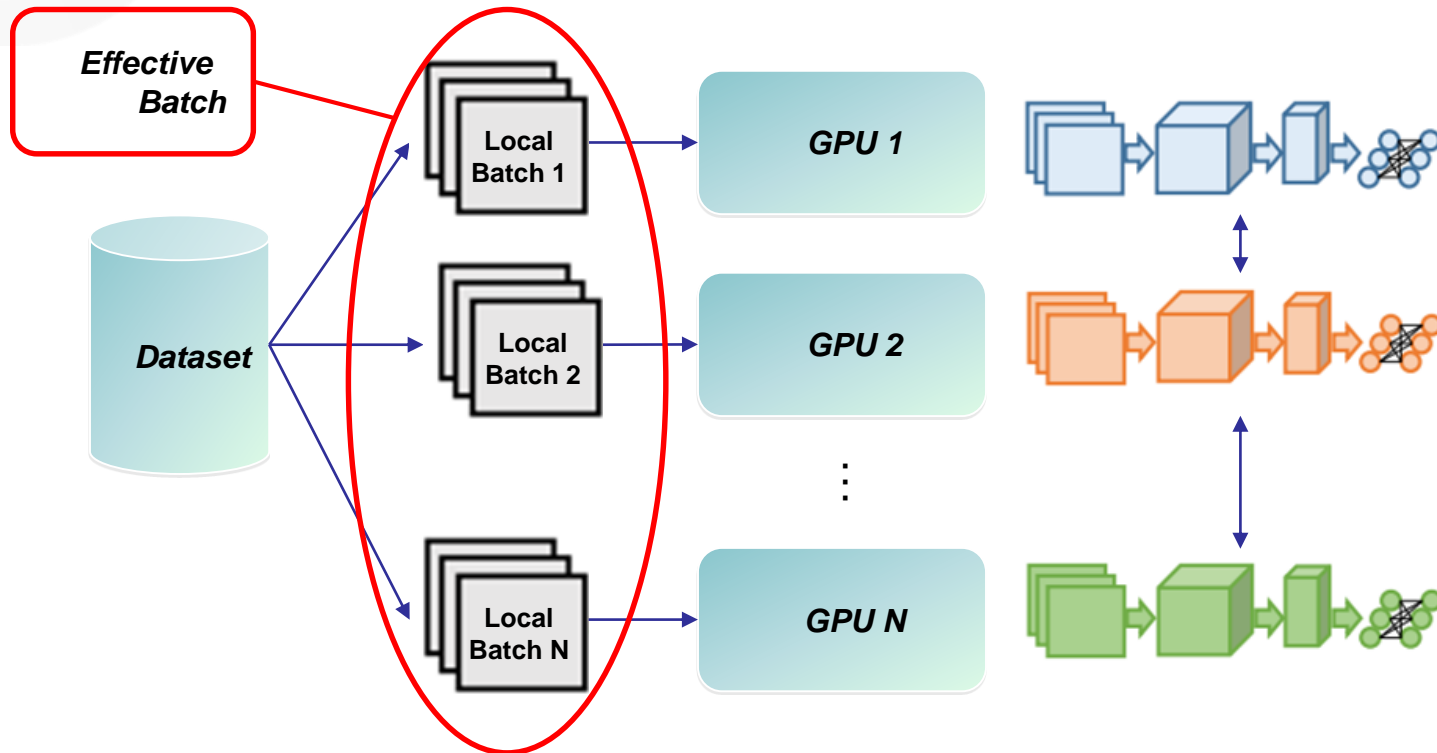 Effective
Batch
Local
Batch 1
GPU 1
Dataset
Local
Batch 2
GPU 2
⋮
Local
Batch N
GPU N